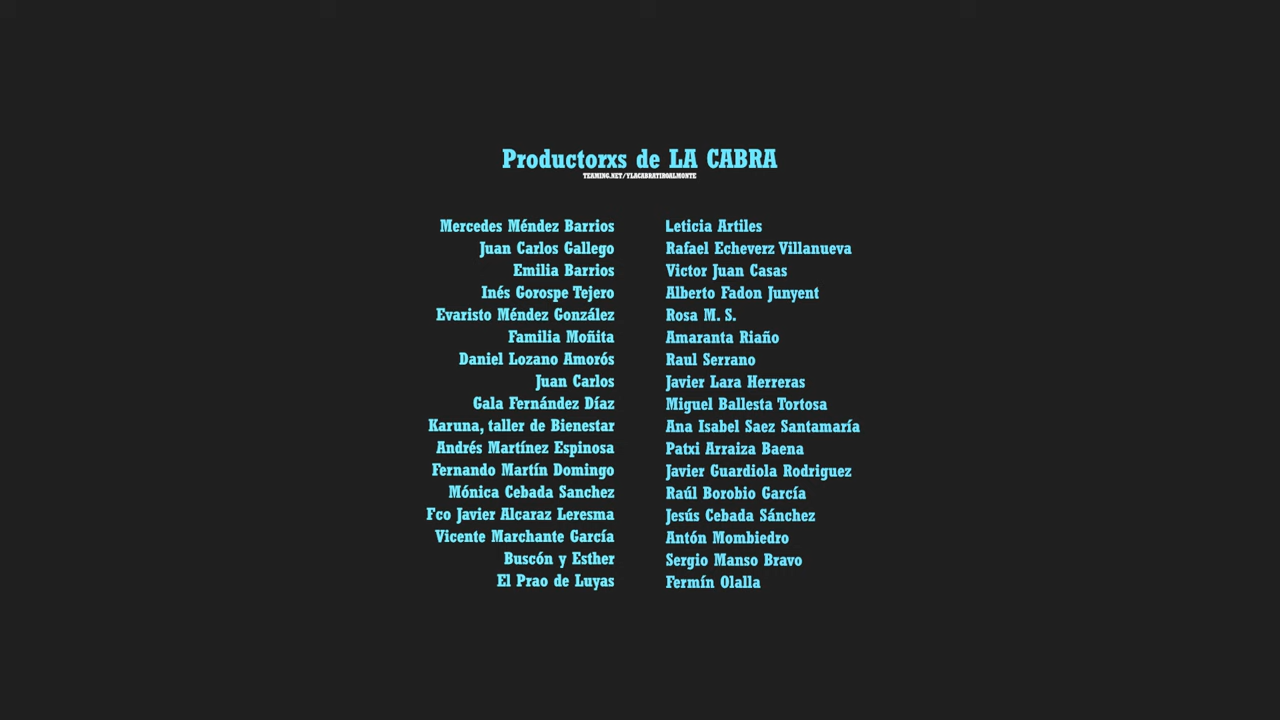 Productorxs de LA CABRA
TEAMING.NET/YLACABRATIROALMONTE
Mercedes Méndez Barrios
Juan Carlos Gallego
Emilia Barrios
Inés Gorospe Tejero
Evaristo Méndez González
Familia Moñita
Daniel Lozano Amorós
Juan Carlos
Gala Fernández Díaz
Karuna, taller de Bienestar
Andrés Martínez Espinosa
Fernando Martín Domingo
Mónica Cebada Sanchez
Fco Javier Alcaraz Leresma
Vicente Marchante García
Buscón y Esther
El Prao de Luyas
Leticia Artiles
Rafael Echeverz Villanueva
Victor Juan Casas
Alberto Fadon Junyent
Rosa M. S.
Amaranta Riaño
Raul Serrano
Javier Lara Herreras
Miguel Ballesta Tortosa
Ana Isabel Saez Santamaría
Patxi Arraiza Baena
Javier Guardiola Rodriguez
Raúl Borobio García
Jesús Cebada Sánchez
Antón Mombiedro
Sergio Manso Bravo
Fermín Olalla